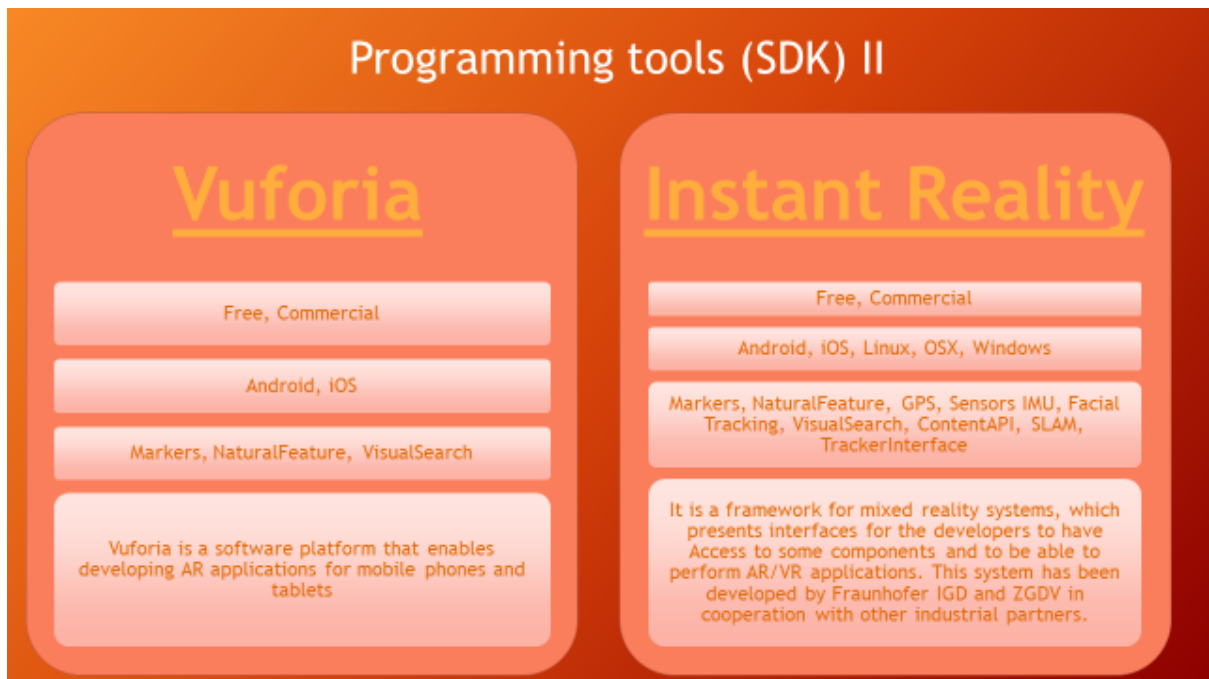 Programming tools (SDK) II
Vuforia
Free, Commercial
Android, iOS
Markers, NaturalFeature, VisualSearch
Vuforia is a software platform that enables
developing AR applications for mobile phones and
tablets
Instant Reality
Free, Commercial
Android, iOS, Linux, OSX, Windows
Markers, NaturalFeature, GPS, Sensors IMU, Facial
Tracking, VisualSearch, ContentAPI, SLAM,
TrackerInterface
It is a framework for mixed reality systems, which
presents interfaces for the developers to have
Access to some components and to be able to
perform AR/VR applications. This system has been
developed by Fraunhofer IGD and ZGDV in
cooperation with other industrial partners.